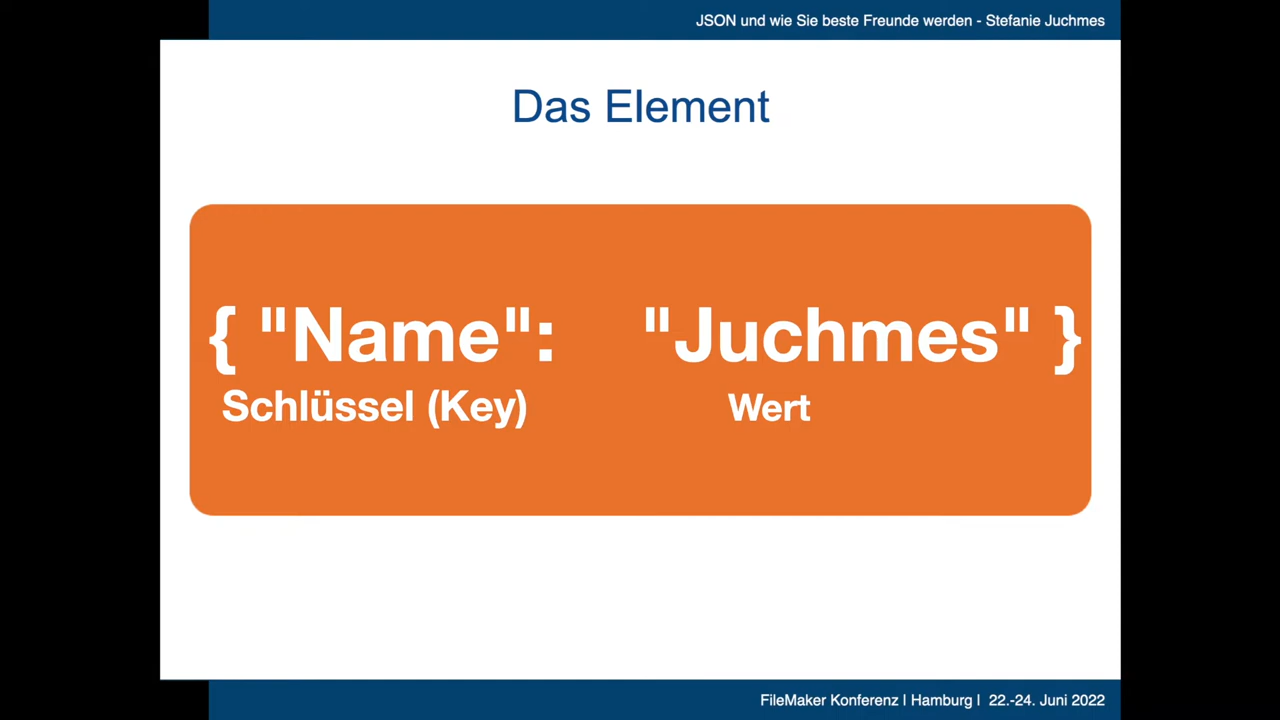 JSON und wie Sie beste Freunde werden - Stefanie Juchmes
Das Element
{ "Name": "Juchmes" }
Schlüssel (Key) Wert
FileMaker Konferenz | Hamburg | 22.-24. Juni 2022